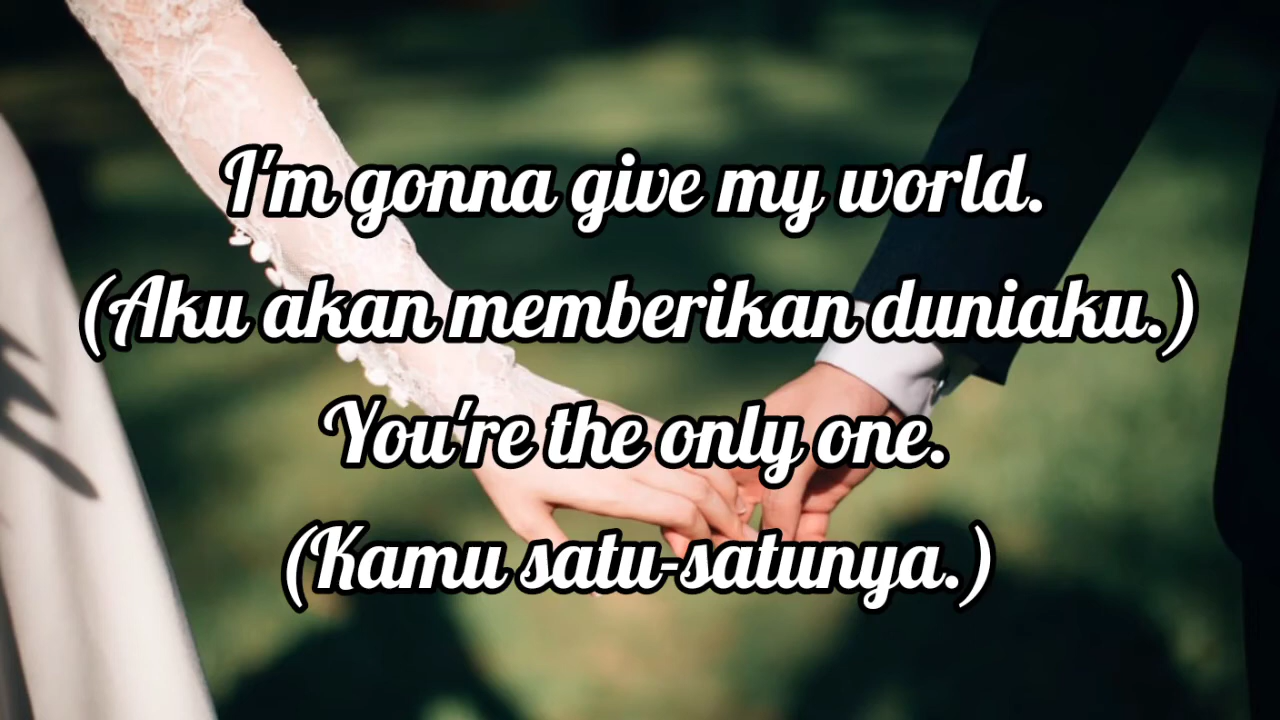 I'm gonna give my world.
(Aku akan memberikan duniaku.)
You're the only one.
(Kamu satu-satunya.)